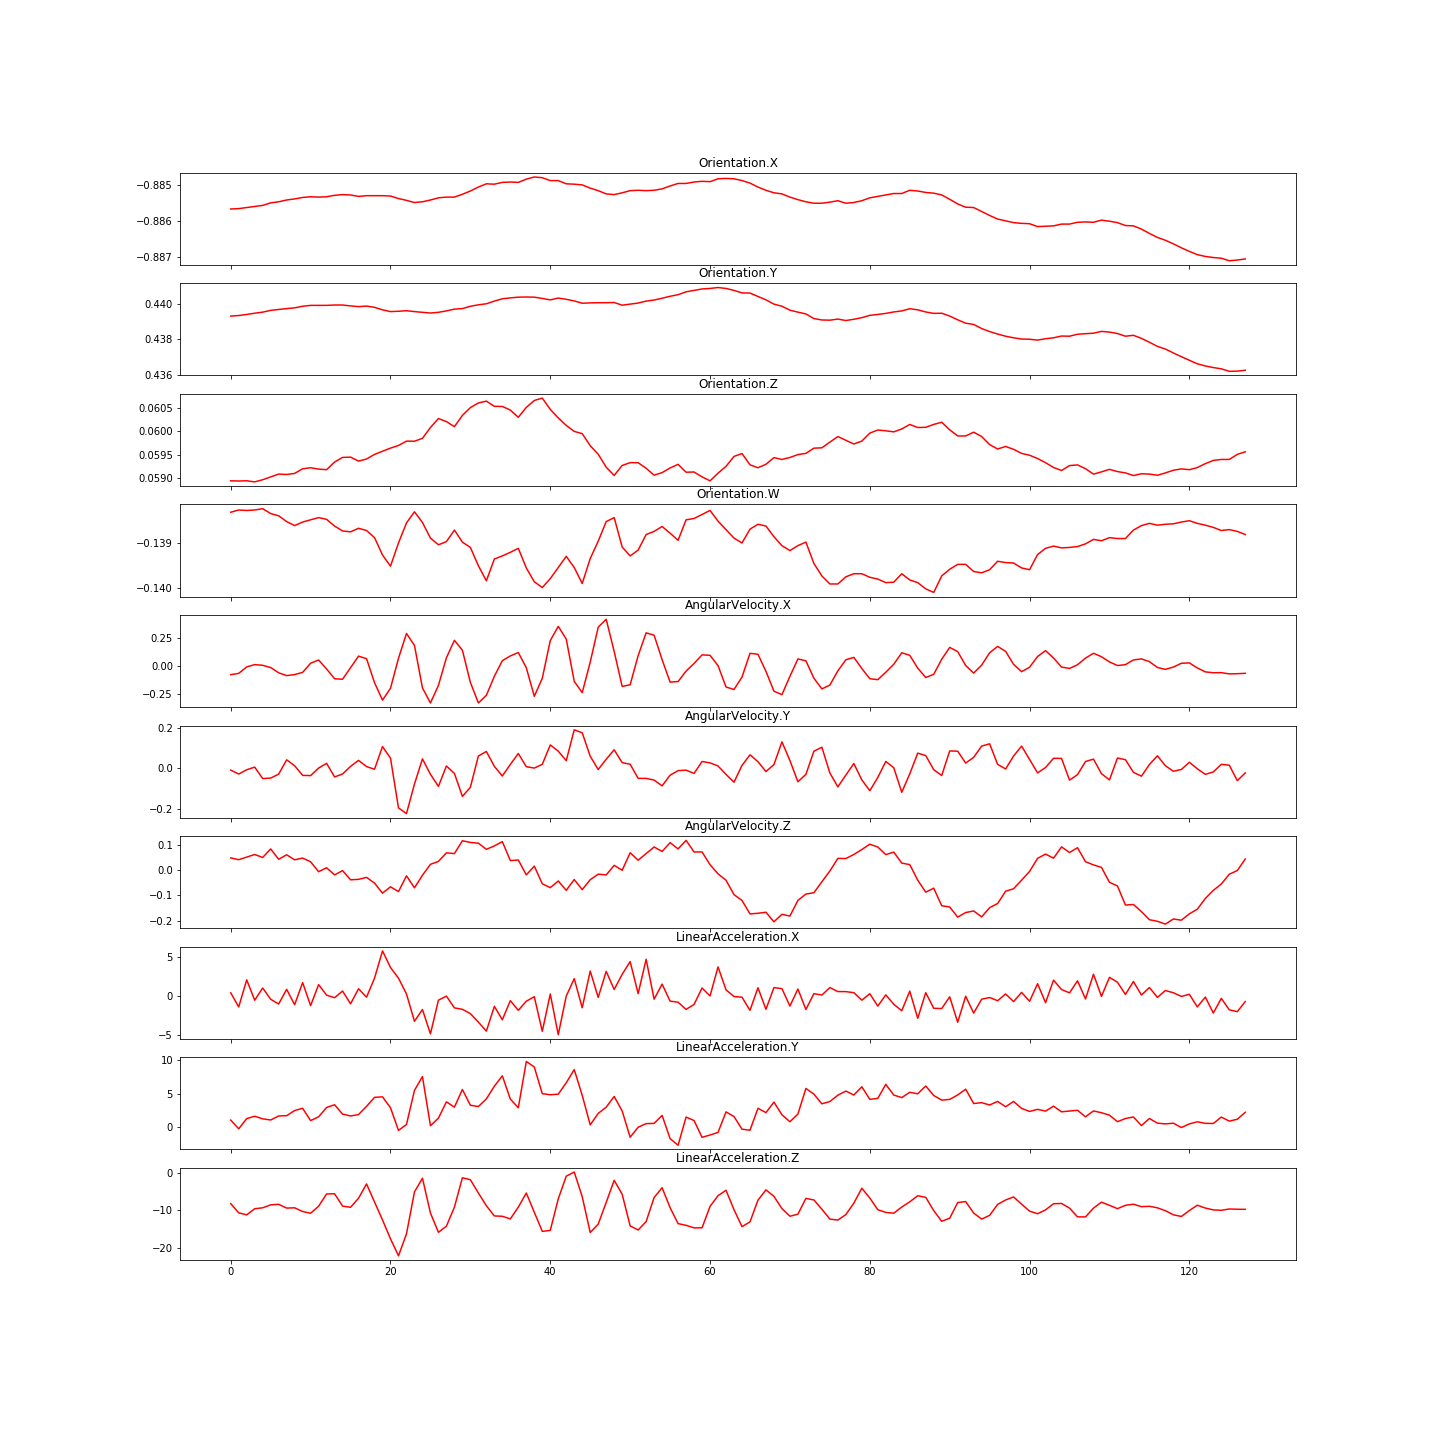 Orientation.X
−0.885
−0.886
−0.887
Orientation.Y
0.440
0.438
0.436
Orientation.Z
0.0605
0.0600
0.0595
0.0590
Orientation.W
−0.139
−0.140
AngularVelocity.X
0.25
0.00
−0.25
AngularVelocity.Y
0.2
0.0
−0.2
AngularVelocity.Z
0.1
0.0
−0.1
−0.2
LinearAcceleration.X
5
0
−5
LinearAcceleration.Y
10
5
0
LinearAcceleration.Z
0
−10
−20
0 20 40 60 80 100 120